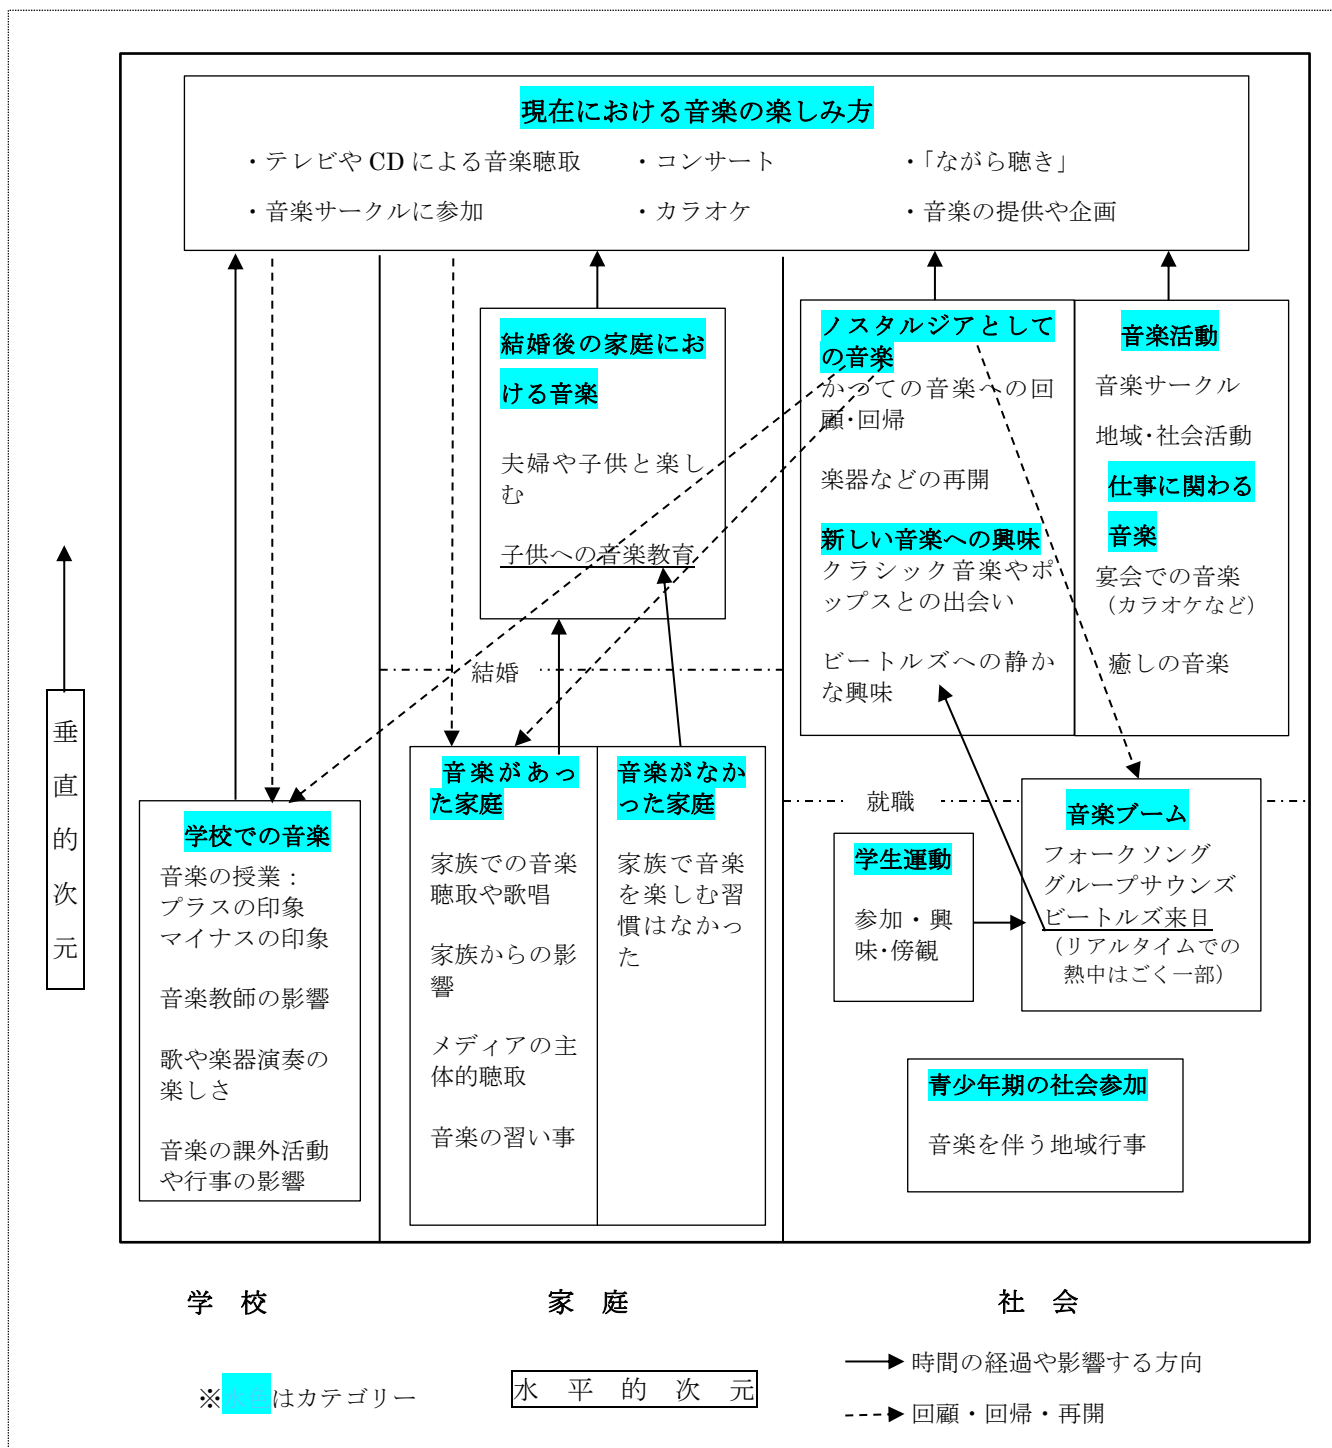 現在における音楽の楽しみ方
・テレビや CD による音楽聴取
・コンサート
・「ながら聴き」
・音楽サークルに参加
・カラオケ
・音楽の提供や企画
結婚後の家庭にお
ける音楽
夫婦や子供と楽し
む
子供への音楽教育
ノスタルジアとして
の音楽
かつての音楽への回
顧・回帰
楽器などの再開
新しい音楽への興味
クラシック音楽やポ
ップスとの出会い
ビートルズへの静か
な興味
音楽活動
音楽サークル
地域・社会活動
仕事に関わる
音楽
宴会での音楽
（カラオケなど）
癒しの音楽
結婚
垂
直
的
次
元
学校での音楽
音楽の授業：
プラスの印象
マイナスの印象
音楽教師の影響
歌や楽器演奏の
楽しさ
音楽の課外活動
や行事の影響
音楽があっ
た家庭
家族での音楽
聴取や歌唱
家族からの影
響
メディアの主
体的聴取
音楽の習い事
音楽がなか
った家庭
家族で音楽
を楽しむ習
慣はなかっ
た
就職
学生運動
参加・興
味・傍観
音楽ブーム
フォークソング
グループサウンズ
ビートルズ来日
（リアルタイムでの
熱中はごく一部）
青少年期の社会参加
音楽を伴う地域行事
学 校
家 庭
社 会
※水色はカテゴリー
水 平 的 次 元
時間の経過や影響する方向
回顧・回帰・再開